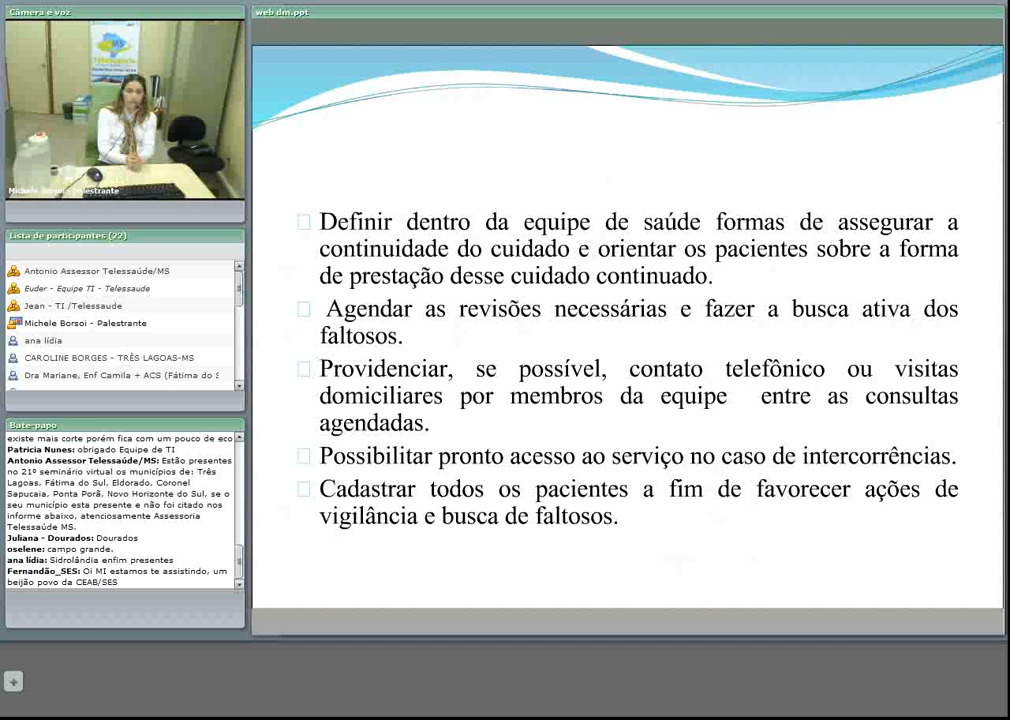 Câmera e voz
MS
TELESSAÚDE
Michele Borsoi - Palestrante
Lista de participantes (22)
Antonio Assessor Telessaúde/MS
Euder - Equipe TI - Telessaude
Jean - TI /Telessaude
Michele Borsoi - Palestrante
ana lídia
CAROLINE BORGES - TRÊS LAGOAS-MS
Dra Mariane, Enf Camila + ACS (Fátima do S
Bate-papo
existe mais corte porém fica com um pouco de eco
Patricia Nunes: obrigado Equipe de TI
Antonio Assessor Telessaúde/MS: Estão presentes
no 21º seminário virtual os municípios de: Três
Lagoas, Fátima do Sul, Eldorado, Coronel
Sapucaia, Ponta Porã, Novo Horizonte do Sul, se o
seu município esta presente e não foi citado nos
informe abaixo, atenciosamente Assessoria
Telessaúde MS.
Juliana - Dourados: Dourados
oselene: campo grande.
ana lídia: Sidrolândia enfim presentes
Fernandão_SES: Oi MI estamos te assistindo, um
beijão povo da CEAB/SES
web dm.ppt
Definir dentro da equipe de saúde formas de assegurar a
continuidade do cuidado e orientar os pacientes sobre a forma
de prestação desse cuidado continuado.
Agendar as revisões necessárias e fazer a busca ativa dos
faltosos.
Providenciar, se possível, contato telefônico ou visitas
domiciliares por membros da equipe entre as consultas
agendadas.
Possibilitar pronto acesso ao serviço no caso de intercorrências.
Cadastrar todos os pacientes a fim de favorecer ações de
vigilância e busca de faltosos.